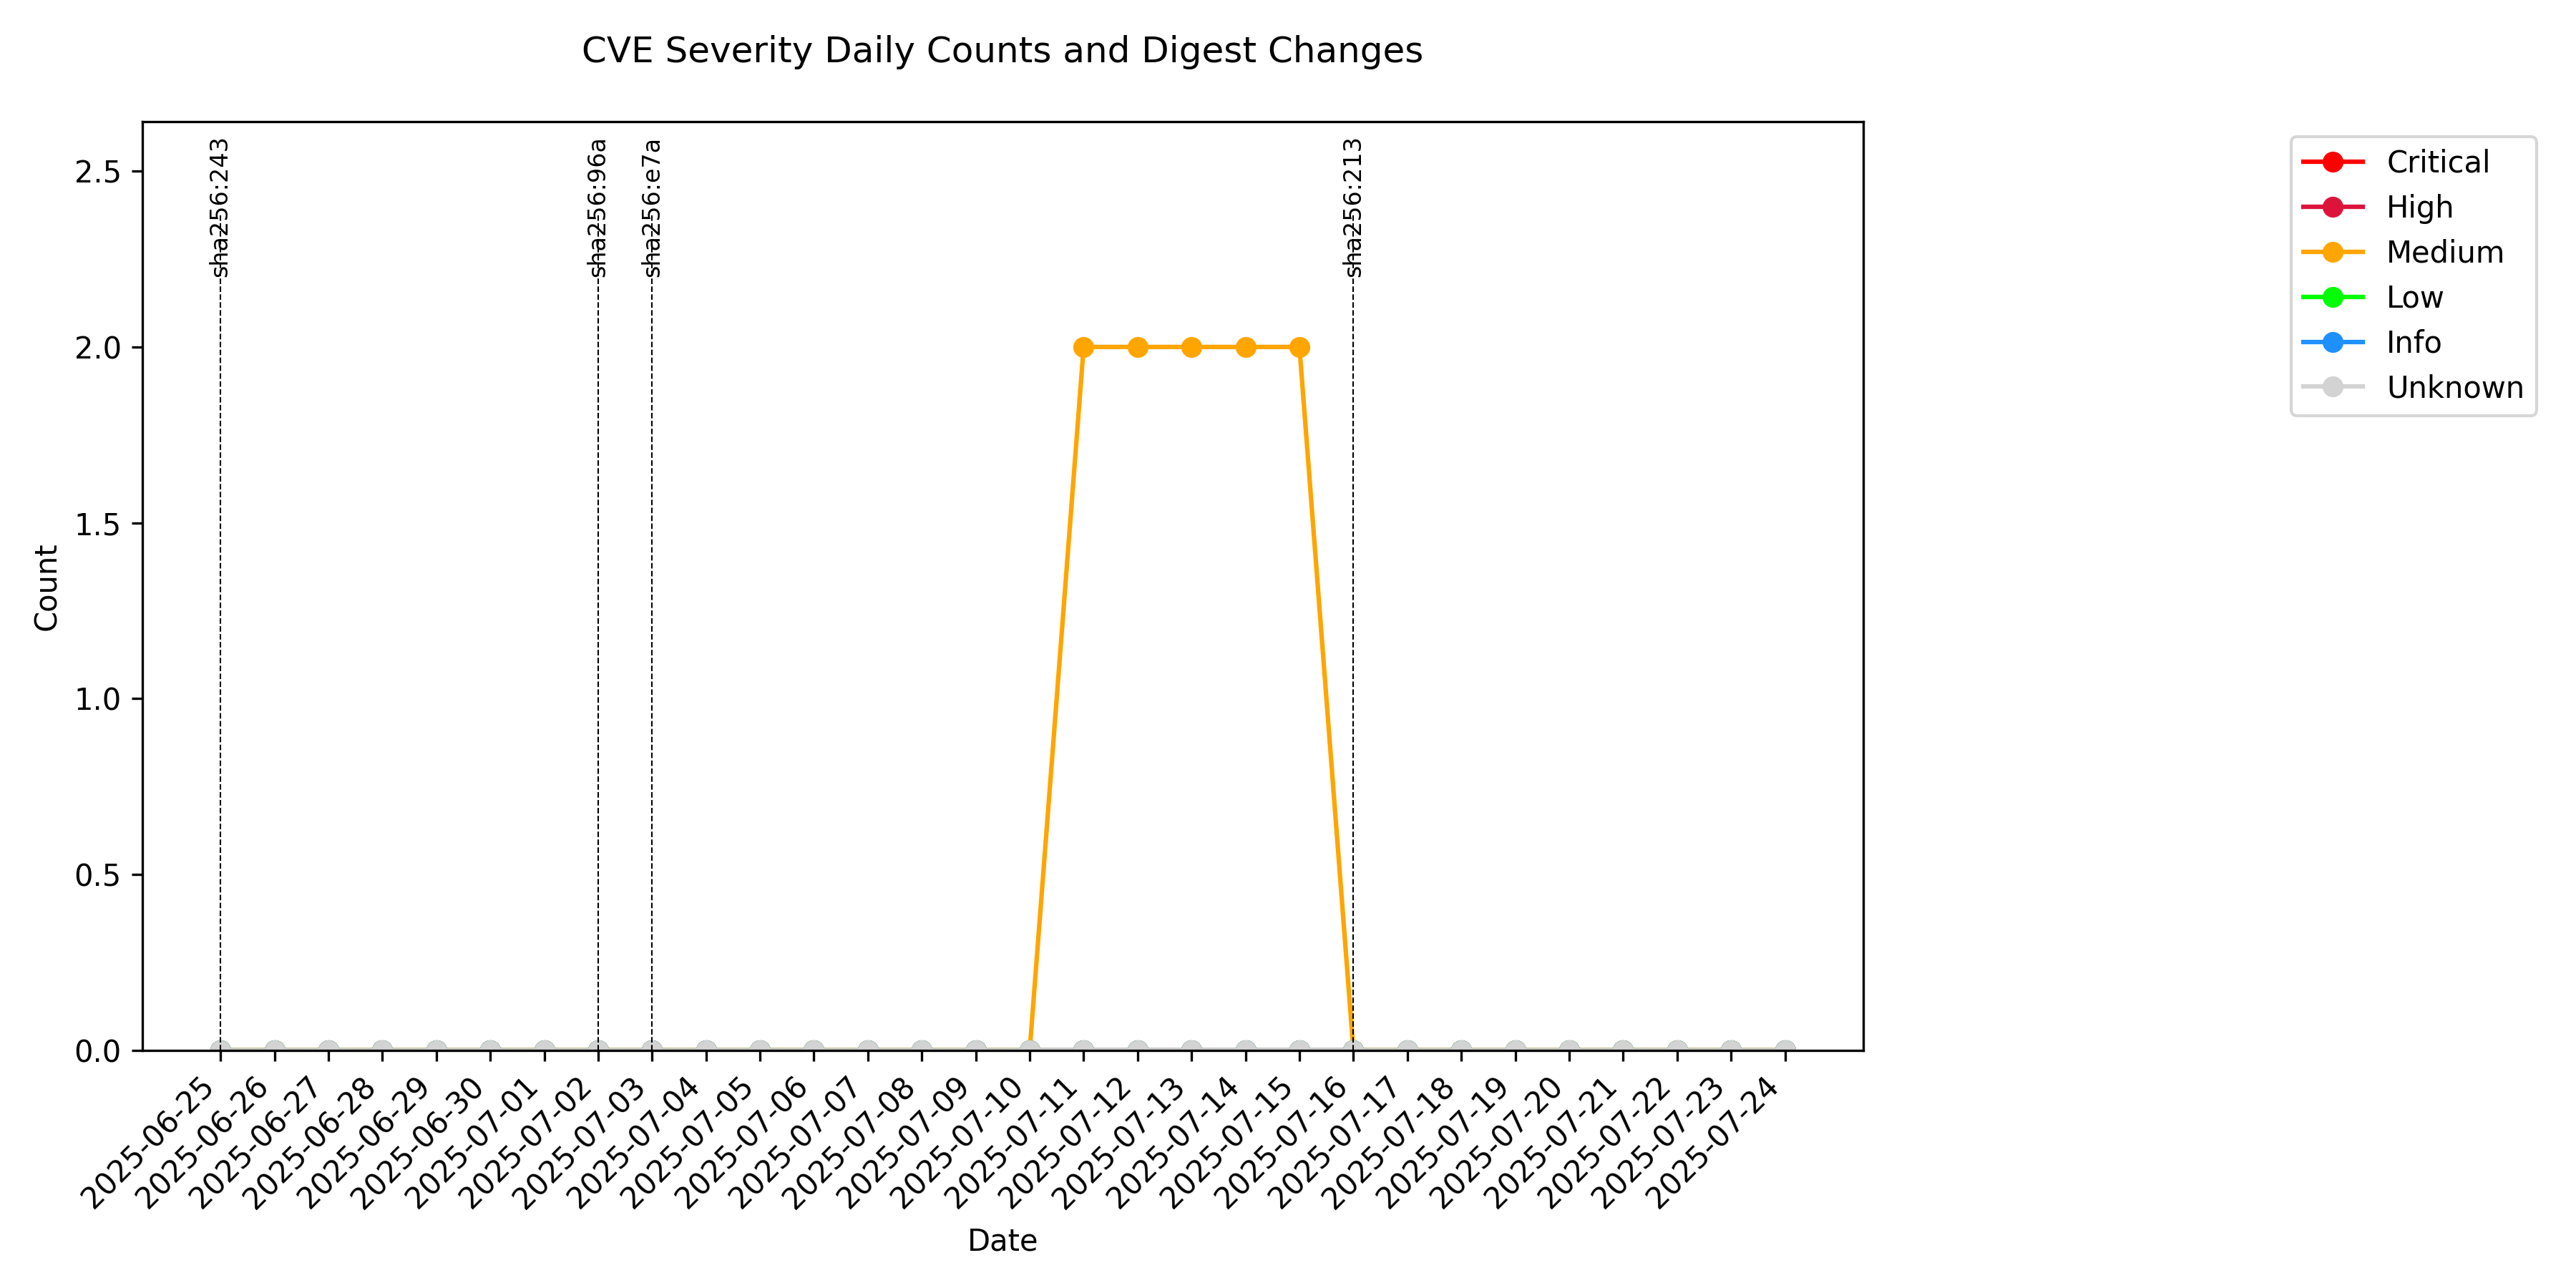 CVE Severity Daily Counts and Digest Changes
sha256:243
sha256:96a
sha256:e7a
sha256:213
Critical
High
Medium
Low
Info
Unknown
2.5
2.0
1.5
1.0
0.5
0.0
Count
2025-06-25
2025-06-26
2025-06-27
2025-06-28
2025-06-29
2025-06-30
2025-07-01
2025-07-02
2025-07-03
2025-07-04
2025-07-05
2025-07-06
2025-07-07
2025-07-08
2025-07-09
2025-07-10
2025-07-11
2025-07-12
2025-07-13
2025-07-14
2025-07-15
2025-07-16
2025-07-17
2025-07-18
2025-07-19
2025-07-20
2025-07-21
2025-07-22
2025-07-23
2025-07-24
Date